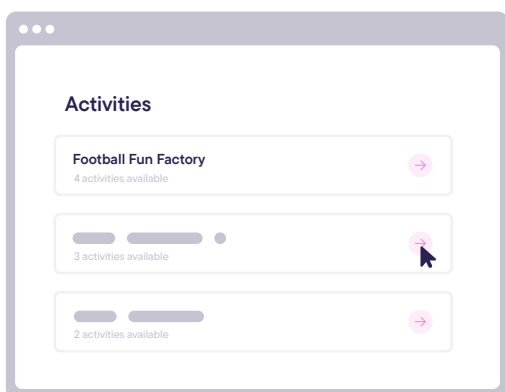 Activities
Football Fun Factory
4 activities available
3 activities available
2 activities available